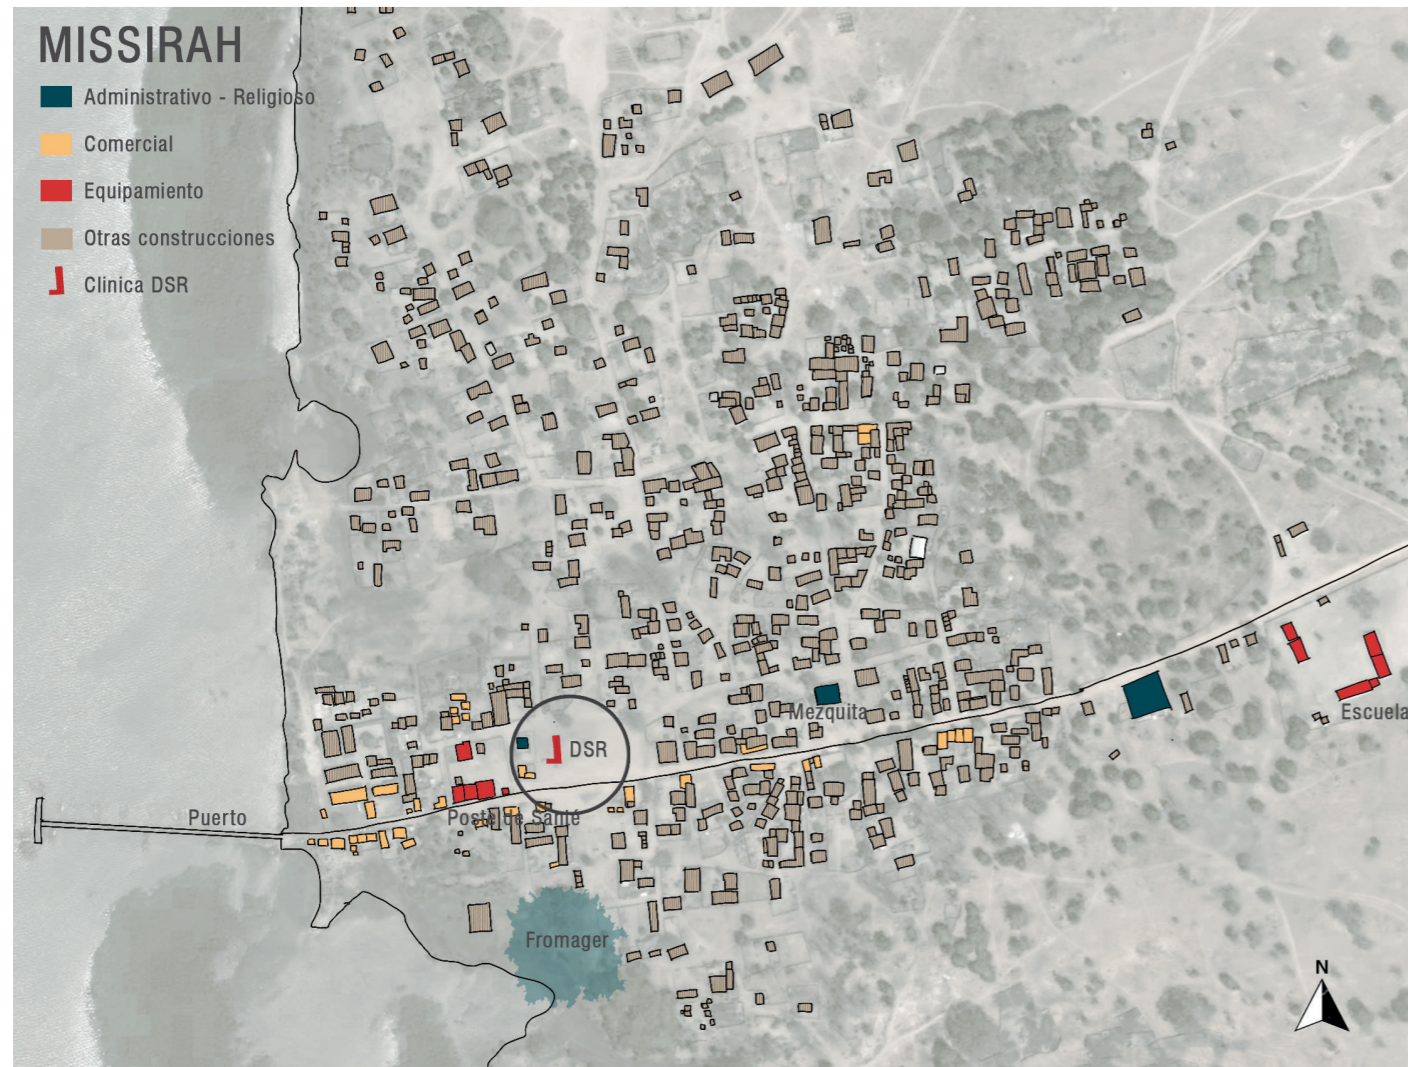 MISSIRAH
Administrativo - Religioso
Comercial
Equipamiento
Otras construcciones
Clinica DSR
Mezquita
Escuela
DSR
Puerto
Poste de Santé
Fromager
N